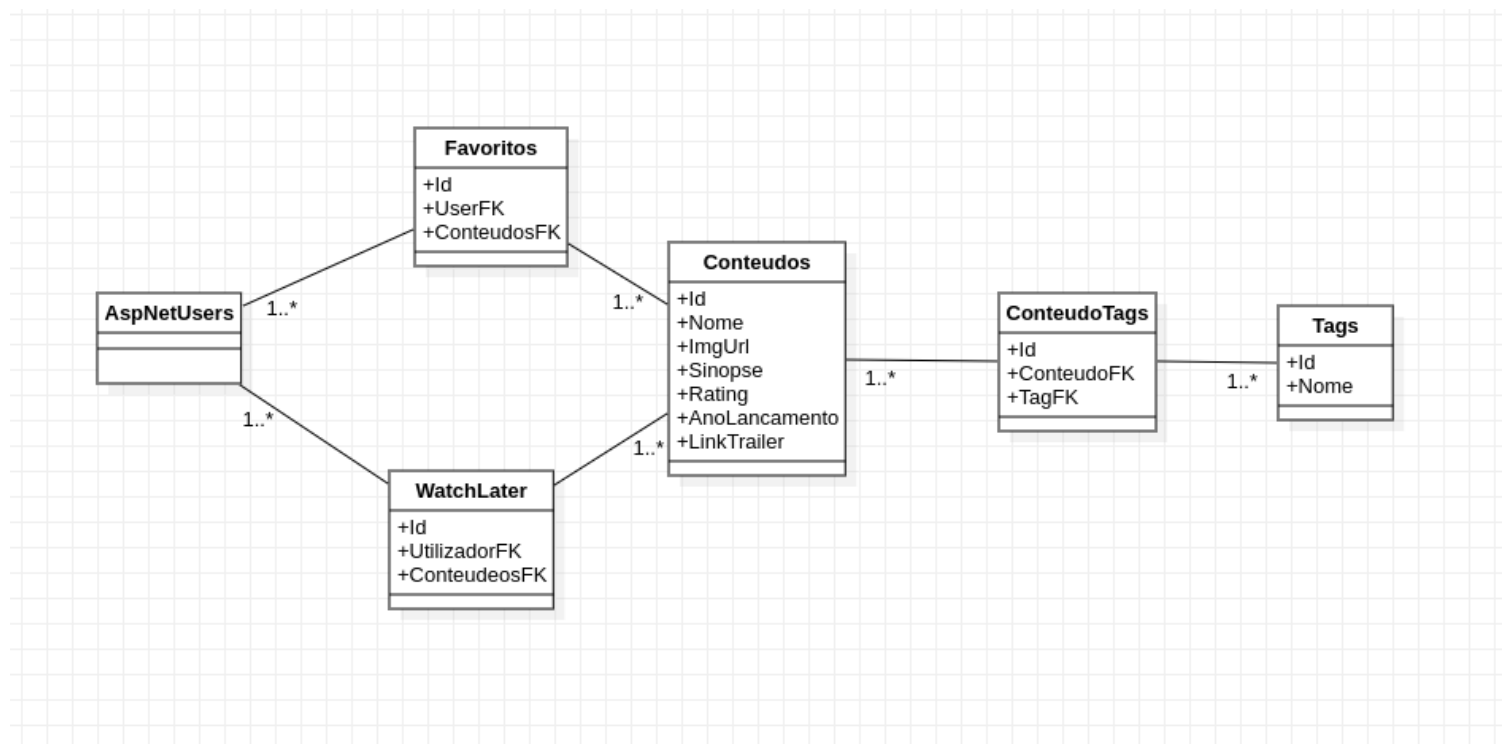 Favoritos
+Id
+UserFK
+ConteudosFK
AspNetUsers
1..*
1..*
Conteudos
+Id
+Nome
+ImgUrl
+Sinopse
+Rating
+AnoLancamento
+LinkTrailer
1..*
1..*
WatchLater
+Id
+UtilizadorFK
+ConteudeosFK
1..*
ConteudoTags
+Id
+ConteudoFK
+TagFK
1..*
Tags
+Id
+Nome